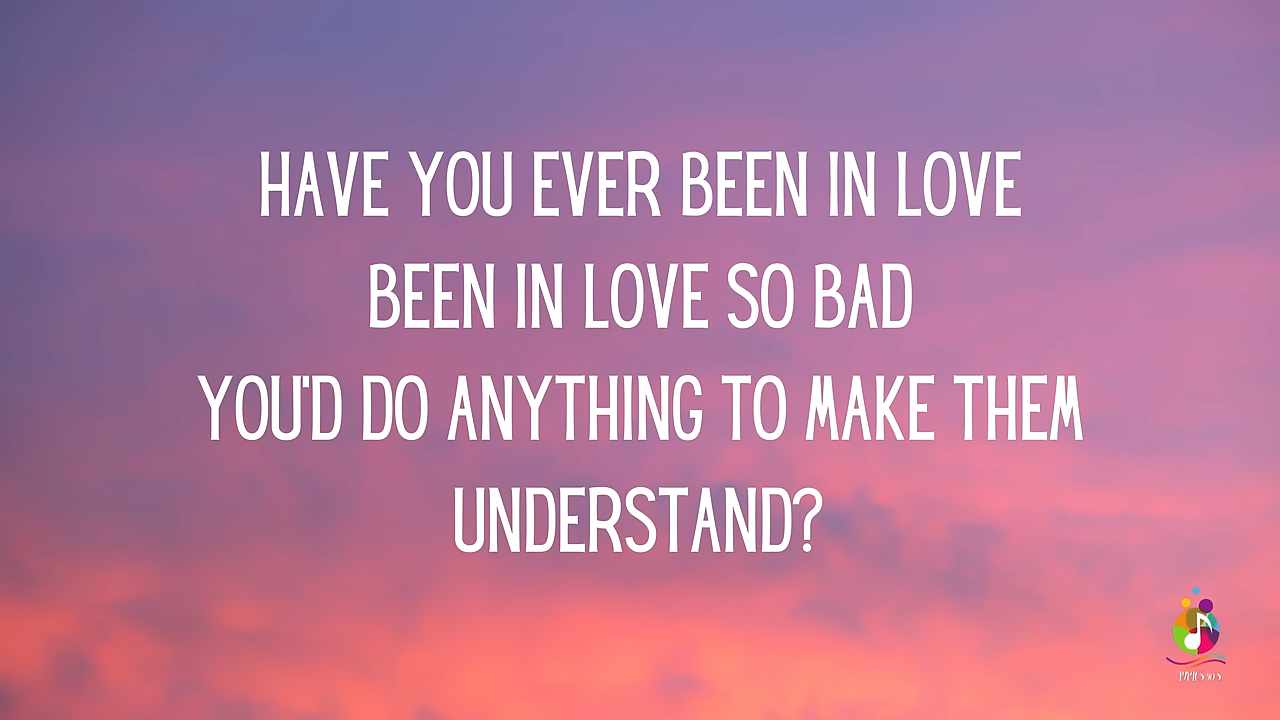 HAVE YOU EVER BEEN IN LOVE
BEEN IN LOVE SO BAD
YOU'D DO ANYTHING TO MAKE THEM
UNDERSTAND?